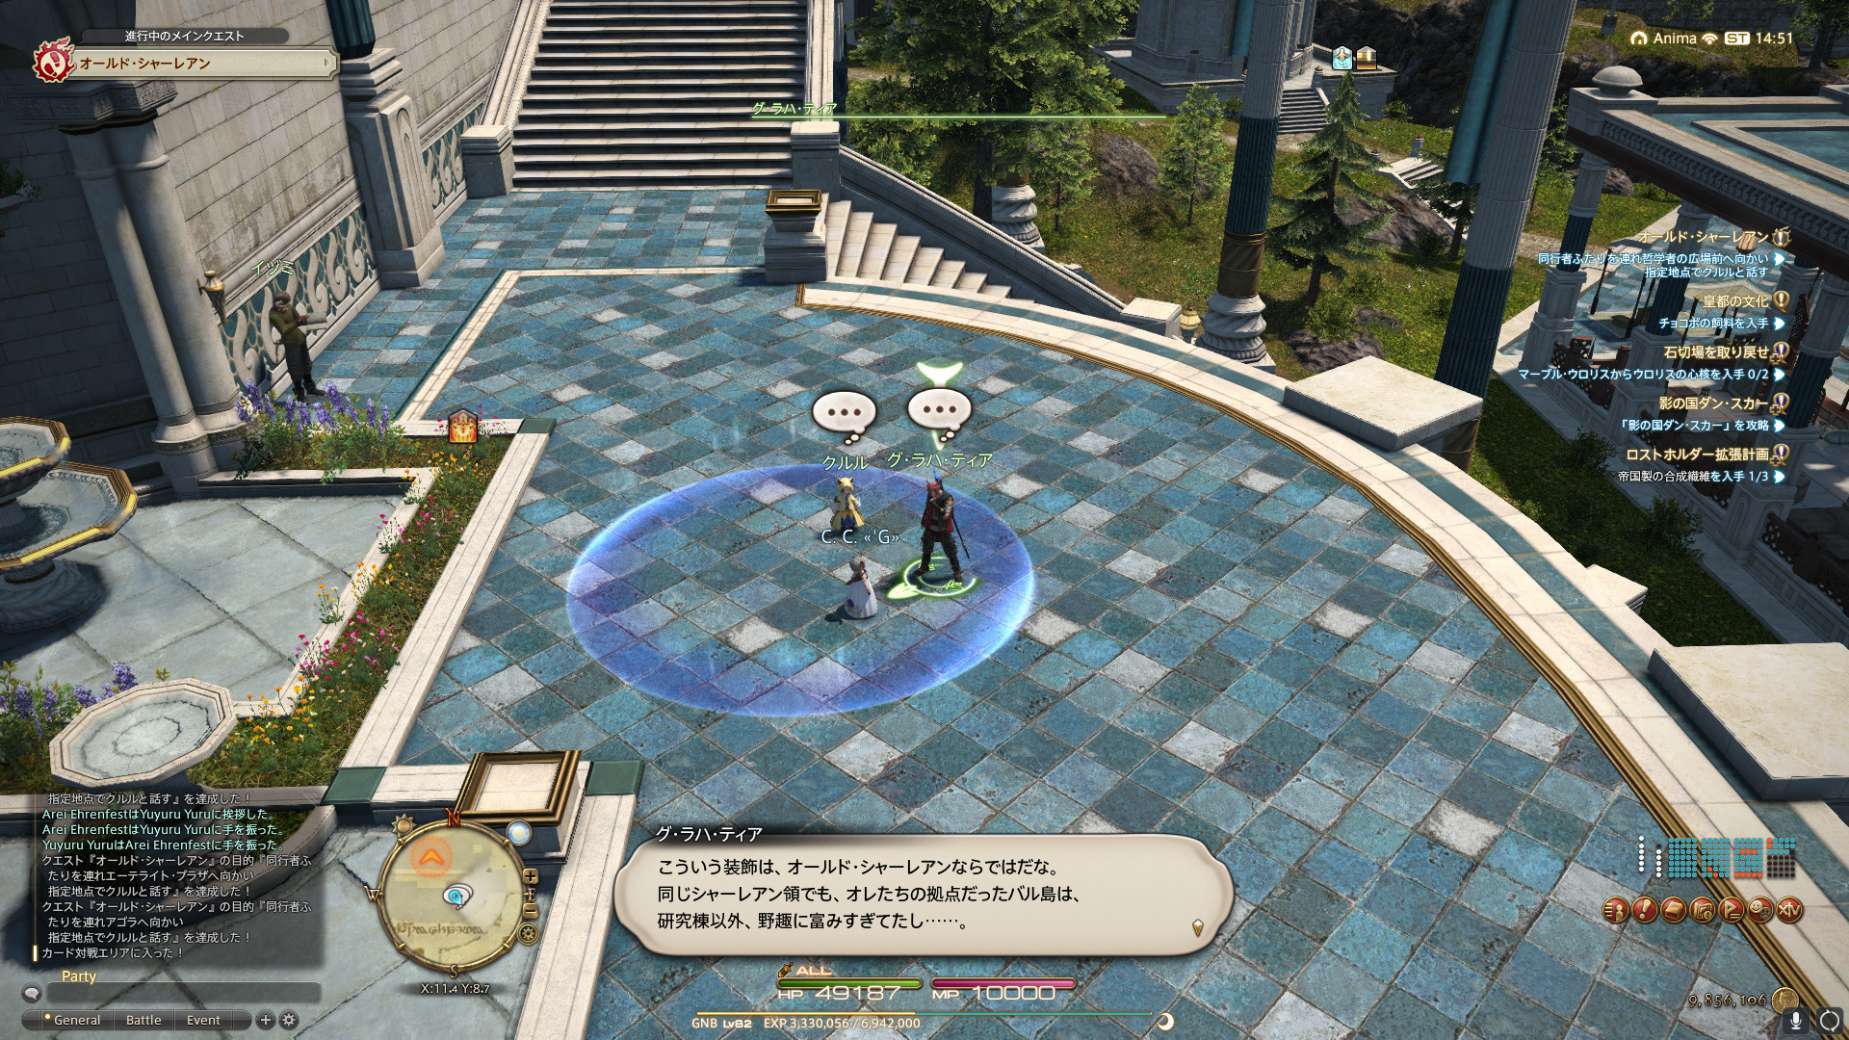 進行中のメインクエスト
オールド・シャーレアン
Anima ST 14:51
グ・ラハ・ティア
イヅミ
オールド・シャーレアン
同行者ふたりを連れ哲学者の広場前へ向かい
指定地点でクルルと話す
皇都の文化
チョコボの飼料を入手
石切場を取り戻せ
マーブル・ウロリスからウロリスの心核を入手 0/2
影の国ダン・スカー
「影の国ダン・スカー」を攻略
ロストホルダー拡張計画
帝国製の合成繊維を入手 1/3
クルル
グ・ラハ・ティア
C. C. «'G»
指定地点でクルルと話す』を達成した！
Arei EhrenfestはYuyuru Yuruに挨拶した。
Arei EhrenfestはYuyuru Yuruに手を振った。
Yuyuru YuruはArei Ehrenfestに手を振った。
クエスト『オールド・シャーレアン』の目的『同行者ふ
たりを連れエーテライト・プラザへ向かい
指定地点でクルルと話す』を達成した！
クエスト『オールド・シャーレアン』の目的『同行者ふ
たりを連れアゴラへ向かい
指定地点でクルルと話す』を達成した！
カード対戦エリアに入った！
Party
General Battle Event
N
W
S
X:11.4 Y:8.7
グ・ラハ・ティア
こういう装飾は、オールド・シャーレアンならではだな。
同じシャーレアン領でも、オレたちの拠点だったバル島は、
研究棟以外、野趣に富みすぎてたし……。
ALL
HP 49187 MP 10000
GNB Lv82 EXP 3,330,056/6,942,000
XIV
9,856,106